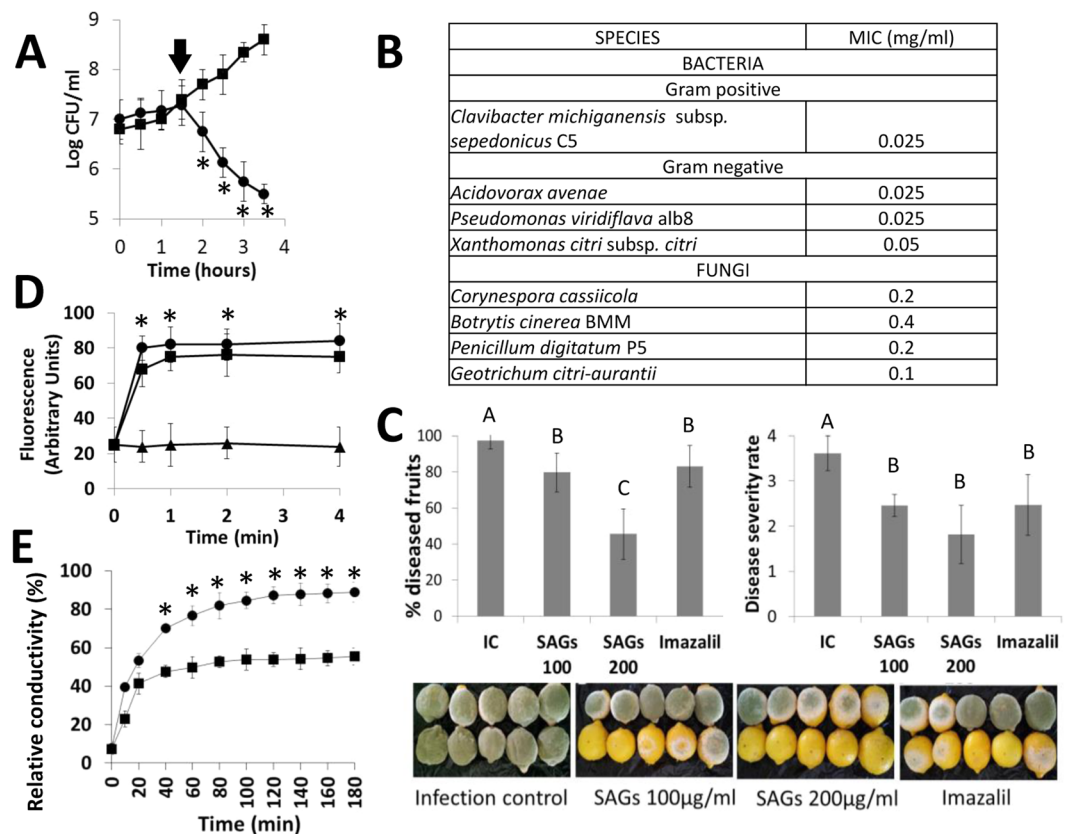 A
9
8
7
6
5
Log CFU/ml
*
*
*
*
0 1 2 3 4
Time (hours)
B
SPECIES MIC (mg/ml)
BACTERIA
Gram positive
Clavibacter michiganensis subsp.
sepedonicus C5 0.025
Gram negative
Acidovorax avenae 0.025
Pseudomonas viridiflava alb8 0.025
Xanthomonas citri subsp. citri 0.05
FUNGI
Corynespora cassiicola 0.2
Botrytis cinerea BMM 0.4
Penicillum digitatum P5 0.2
Geotrichum citri-aurantii 0.1
D
100
80
60
40
20
0
Fluorescence
(Arbitrary Units)
* * * *
0 1 2 3 4
Time (min)
C
100
80
60
40
20
0
% diseased fruits
A B C B
IC SAGs 100 SAGs 200 Imazalil
4
3
2
1
0
Disease severity rate
A B B B
IC SAGs 100 SAGs 200 Imazalil
Infection control SAGs 100μg/ml SAGs 200μg/ml Imazalil
E
100
80
60
40
20
0
Relative conductivity (%)
* * * * * * * *
0 20 40 60 80 100 120 140 160 180
Time (min)